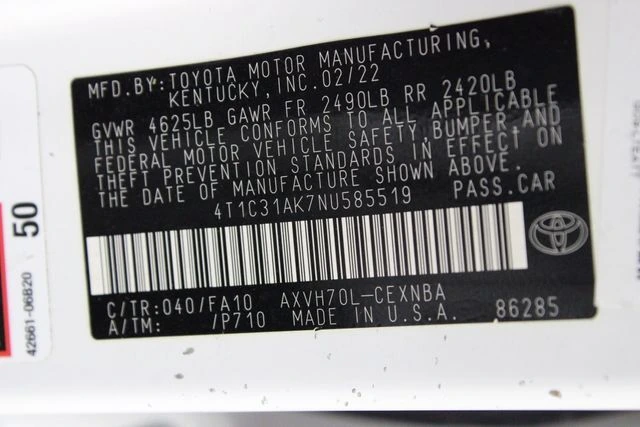 MFD.BY:TOYOTA MOTOR MANUFACTURING,
KENTUCKY,INC.02/22
GVWR 4625LB GAWR FR 2490LB RR 2420LB
THIS VEHICLE CONFORMS TO ALL APPLICABLE
FEDERAL MOTOR VEHICLE SAFETY,BUMPER AND
THEFT PREVENTION STANDARDS IN EFFECT ON
THE DATE OF MANUFACTURE SHOWN ABOVE.
4T1C31AK7NU585519 PASS.CAR
C/TR:040/FA10 AXVH70L-CEXNBA
A/TM: /P710 MADE IN U.S.A. 86285
50
42661-06B20